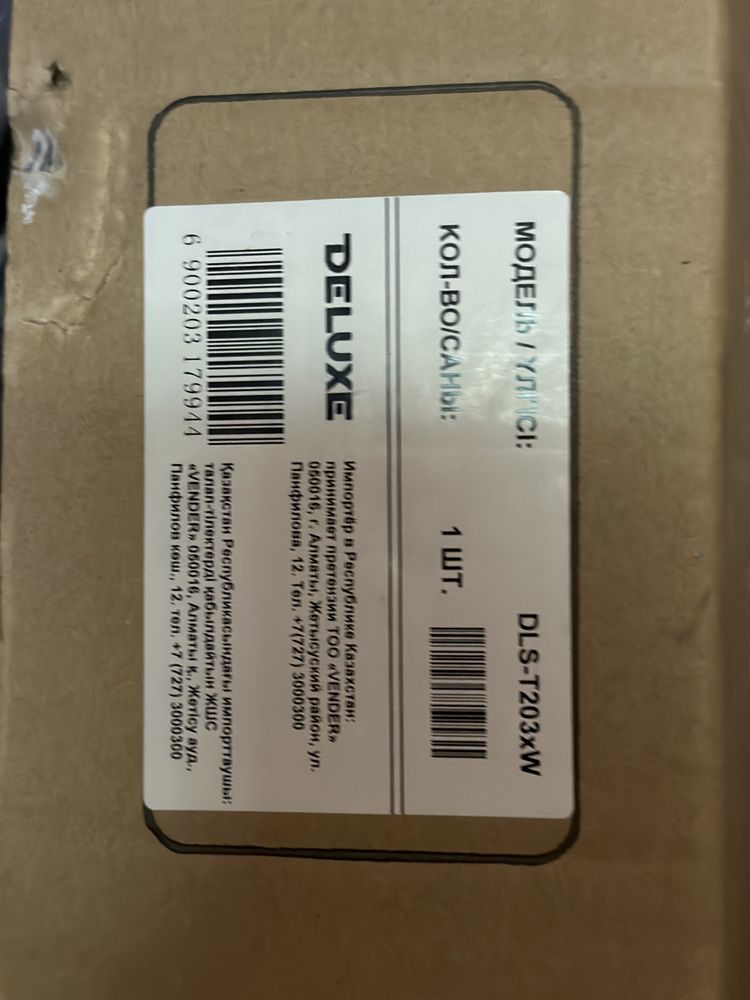 МОДЕЛЬ / ҮЛГІСІ: DLS-T203xW
КОЛ-ВО/САНЫ: 1 ШТ.
DELUXE
6 900203 179944
Импортёр в Республике Казахстан:
принимает претензии ТОО «VENDER»
050016, г. Алматы, Жетысуский район, ул.
Панфилова, 12. Тел. +7(727) 3000300
Қазақстан Республикасындағы импорттаушы:
талап-тілектерді қабылдайтын ЖШС
«VENDER» 050016, Алматы қ., Жетісу ауд.,
Панфилов көш., 12. тел. +7 (727) 3000300